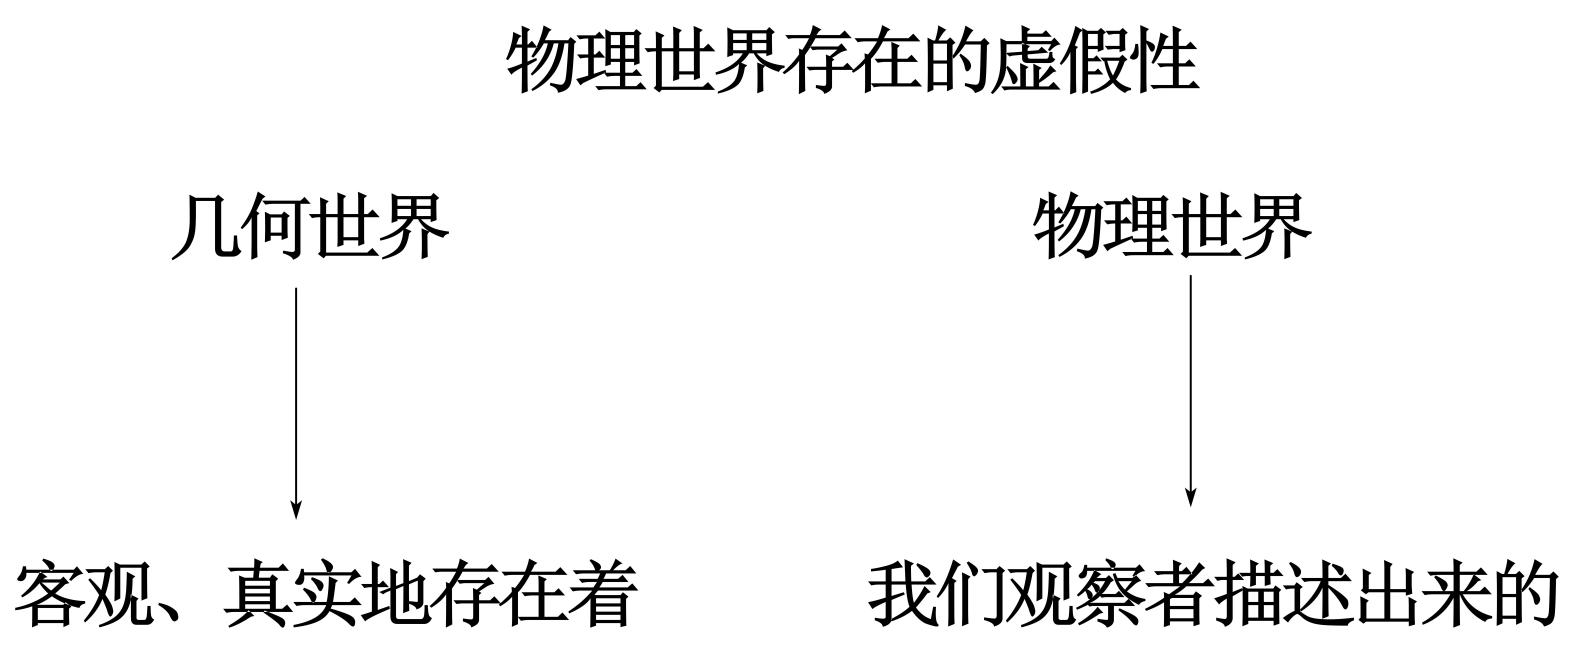 物理世界存在的虚假性
几何世界
物理世界
客观、真实地存在着
我们观察者描述出来的